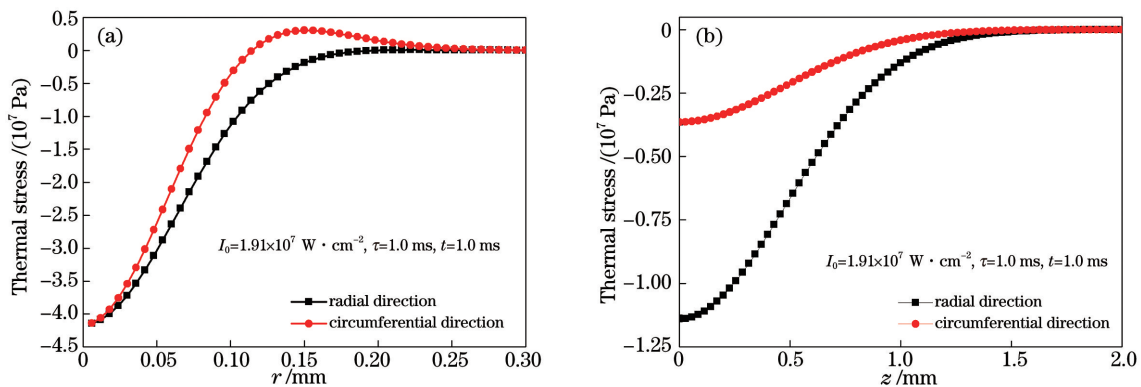 (a)
0.5
0
−0.5
−1.0
−1.5
−2.0
−2.5
−3.0
−3.5
−4.0
−4.5
Thermal stress /(10⁷ Pa)
I₀=1.91×10⁷ W · cm⁻², τ=1.0 ms, t=1.0 ms
radial direction
circumferential direction
0 0.05 0.10 0.15 0.20 0.25 0.30
r /mm
(b)
0
−0.25
−0.50
−0.75
−1.00
−1.25
Thermal stress /(10⁷ Pa)
I₀=1.91×10⁷ W · cm⁻², τ=1.0 ms, t=1.0 ms
radial direction
circumferential direction
0 0.5 1.0 1.5 2.0
z /mm